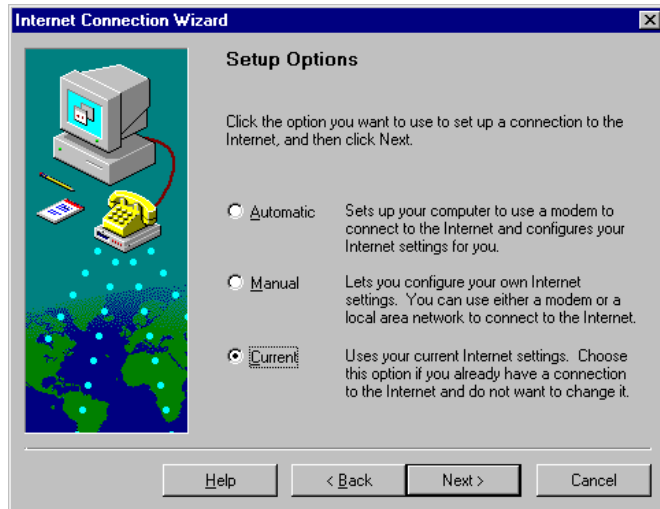 Internet Connection Wizard
Setup Options
Click the option you want to use to set up a connection to the
Internet, and then click Next.
Automatic
Sets up your computer to use a modem to
connect to the Internet and configures your
Internet settings for you.
Manual
Lets you configure your own Internet
settings. You can use either a modem or a
local area network to connect to the Internet.
Current
Uses your current Internet settings. Choose
this option if you already have a connection
to the Internet and do not want to change it.
Help
< Back
Next >
Cancel